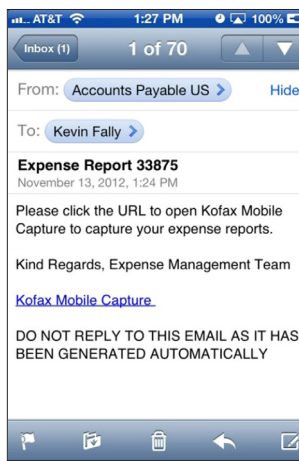 AT&T 1:27 PM 100%
Inbox (1) 1 of 70
From: Accounts Payable US Hide
To: Kevin Fally
Expense Report 33875
November 13, 2012, 1:24 PM
Please click the URL to open Kofax Mobile
Capture to capture your expense reports.
Kind Regards, Expense Management Team
Kofax Mobile Capture
DO NOT REPLY TO THIS EMAIL AS IT HAS
BEEN GENERATED AUTOMATICALLY